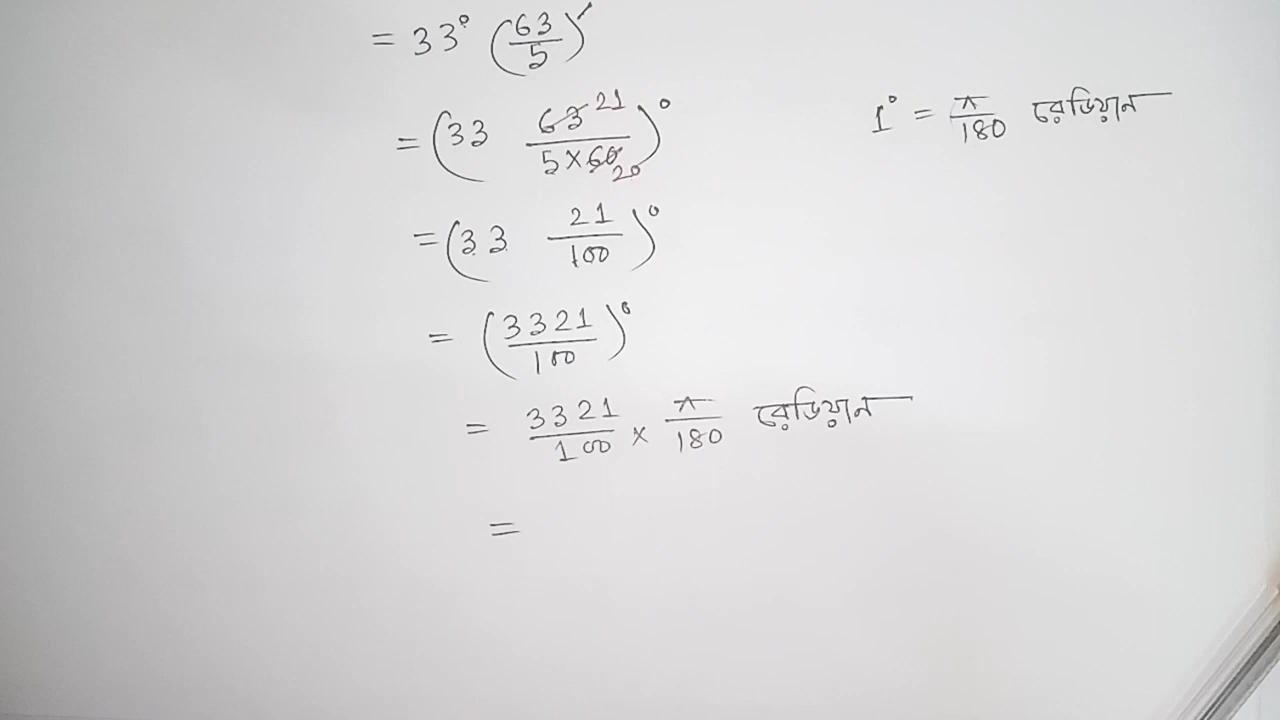 = 33° (63/5)′
= (33 63 21/5×60 20)°
1° = π/180 রেডিয়ান
= (33 21/100)°
= (3321/100)°
= 3321/100 × π/180 রেডিয়ান
=